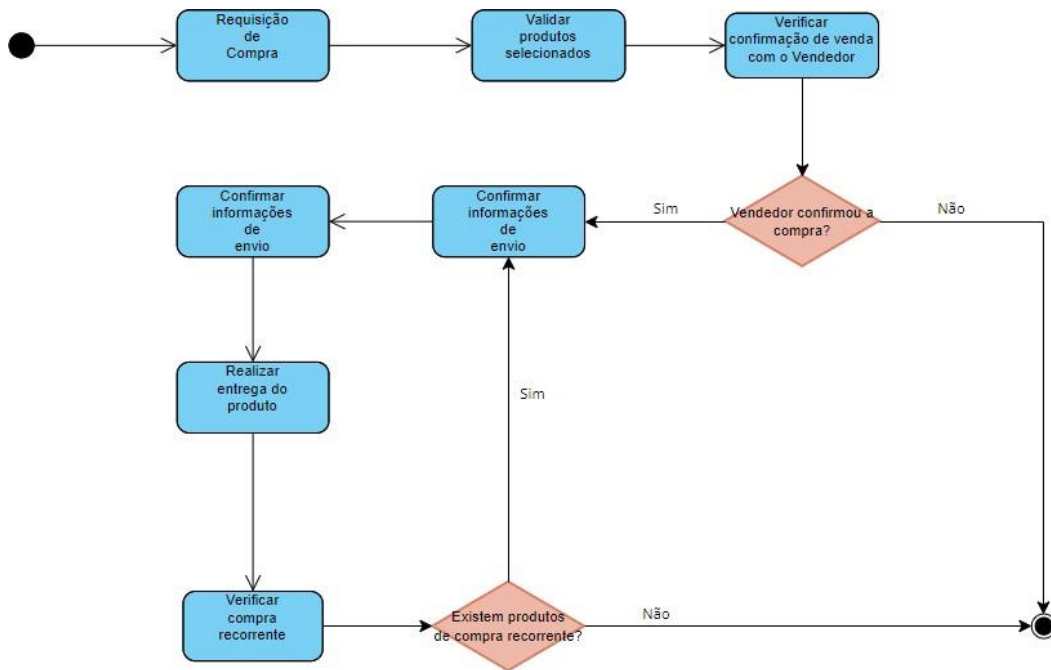 Requisição
de
Compra
Validar
produtos
selecionados
Verificar
confirmação de venda
com o Vendedor
Confirmar
informações
de
envio
Confirmar
informações
de
envio
Sim
Vendedor confirmou a
compra?
Não
Realizar
entrega do
produto
Sim
Verificar
compra
recorrente
Existem produtos
de compra recorrente?
Não